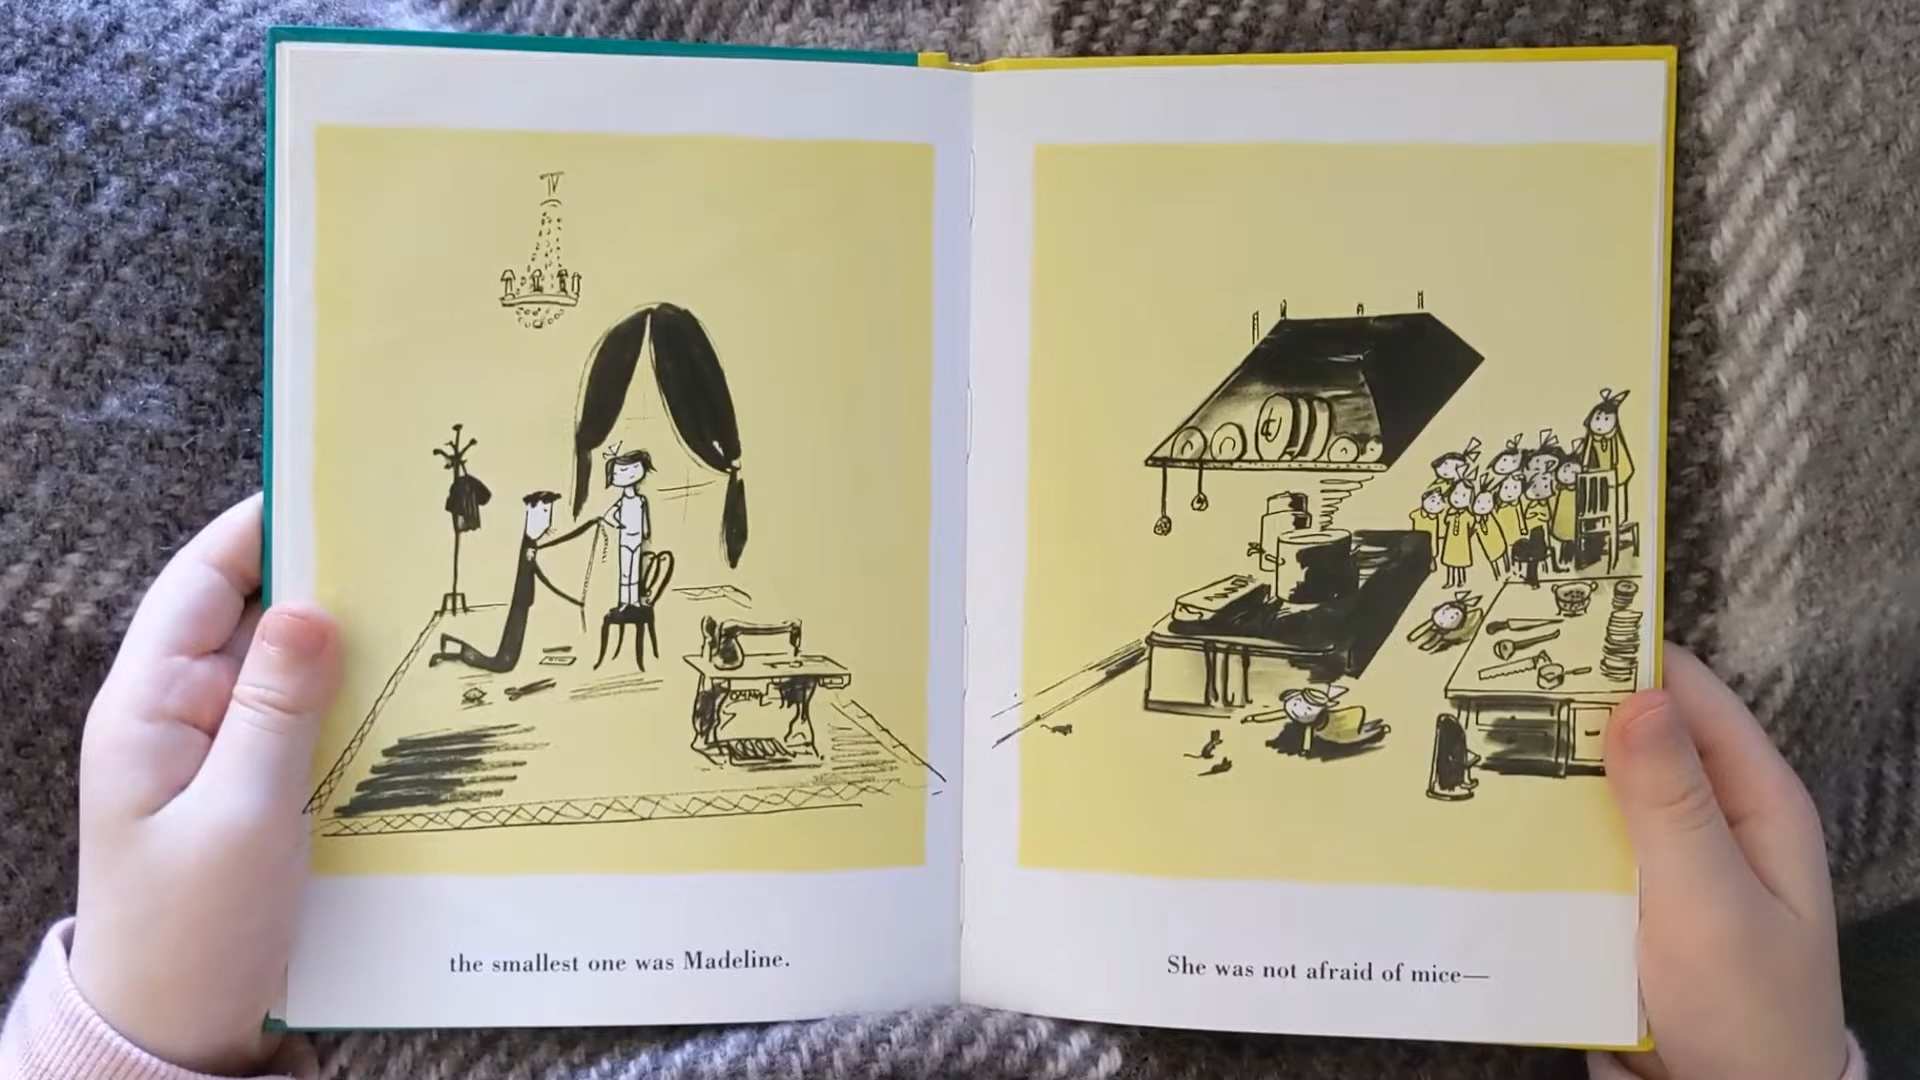 the smallest one was Madeline.
She was not afraid of mice—